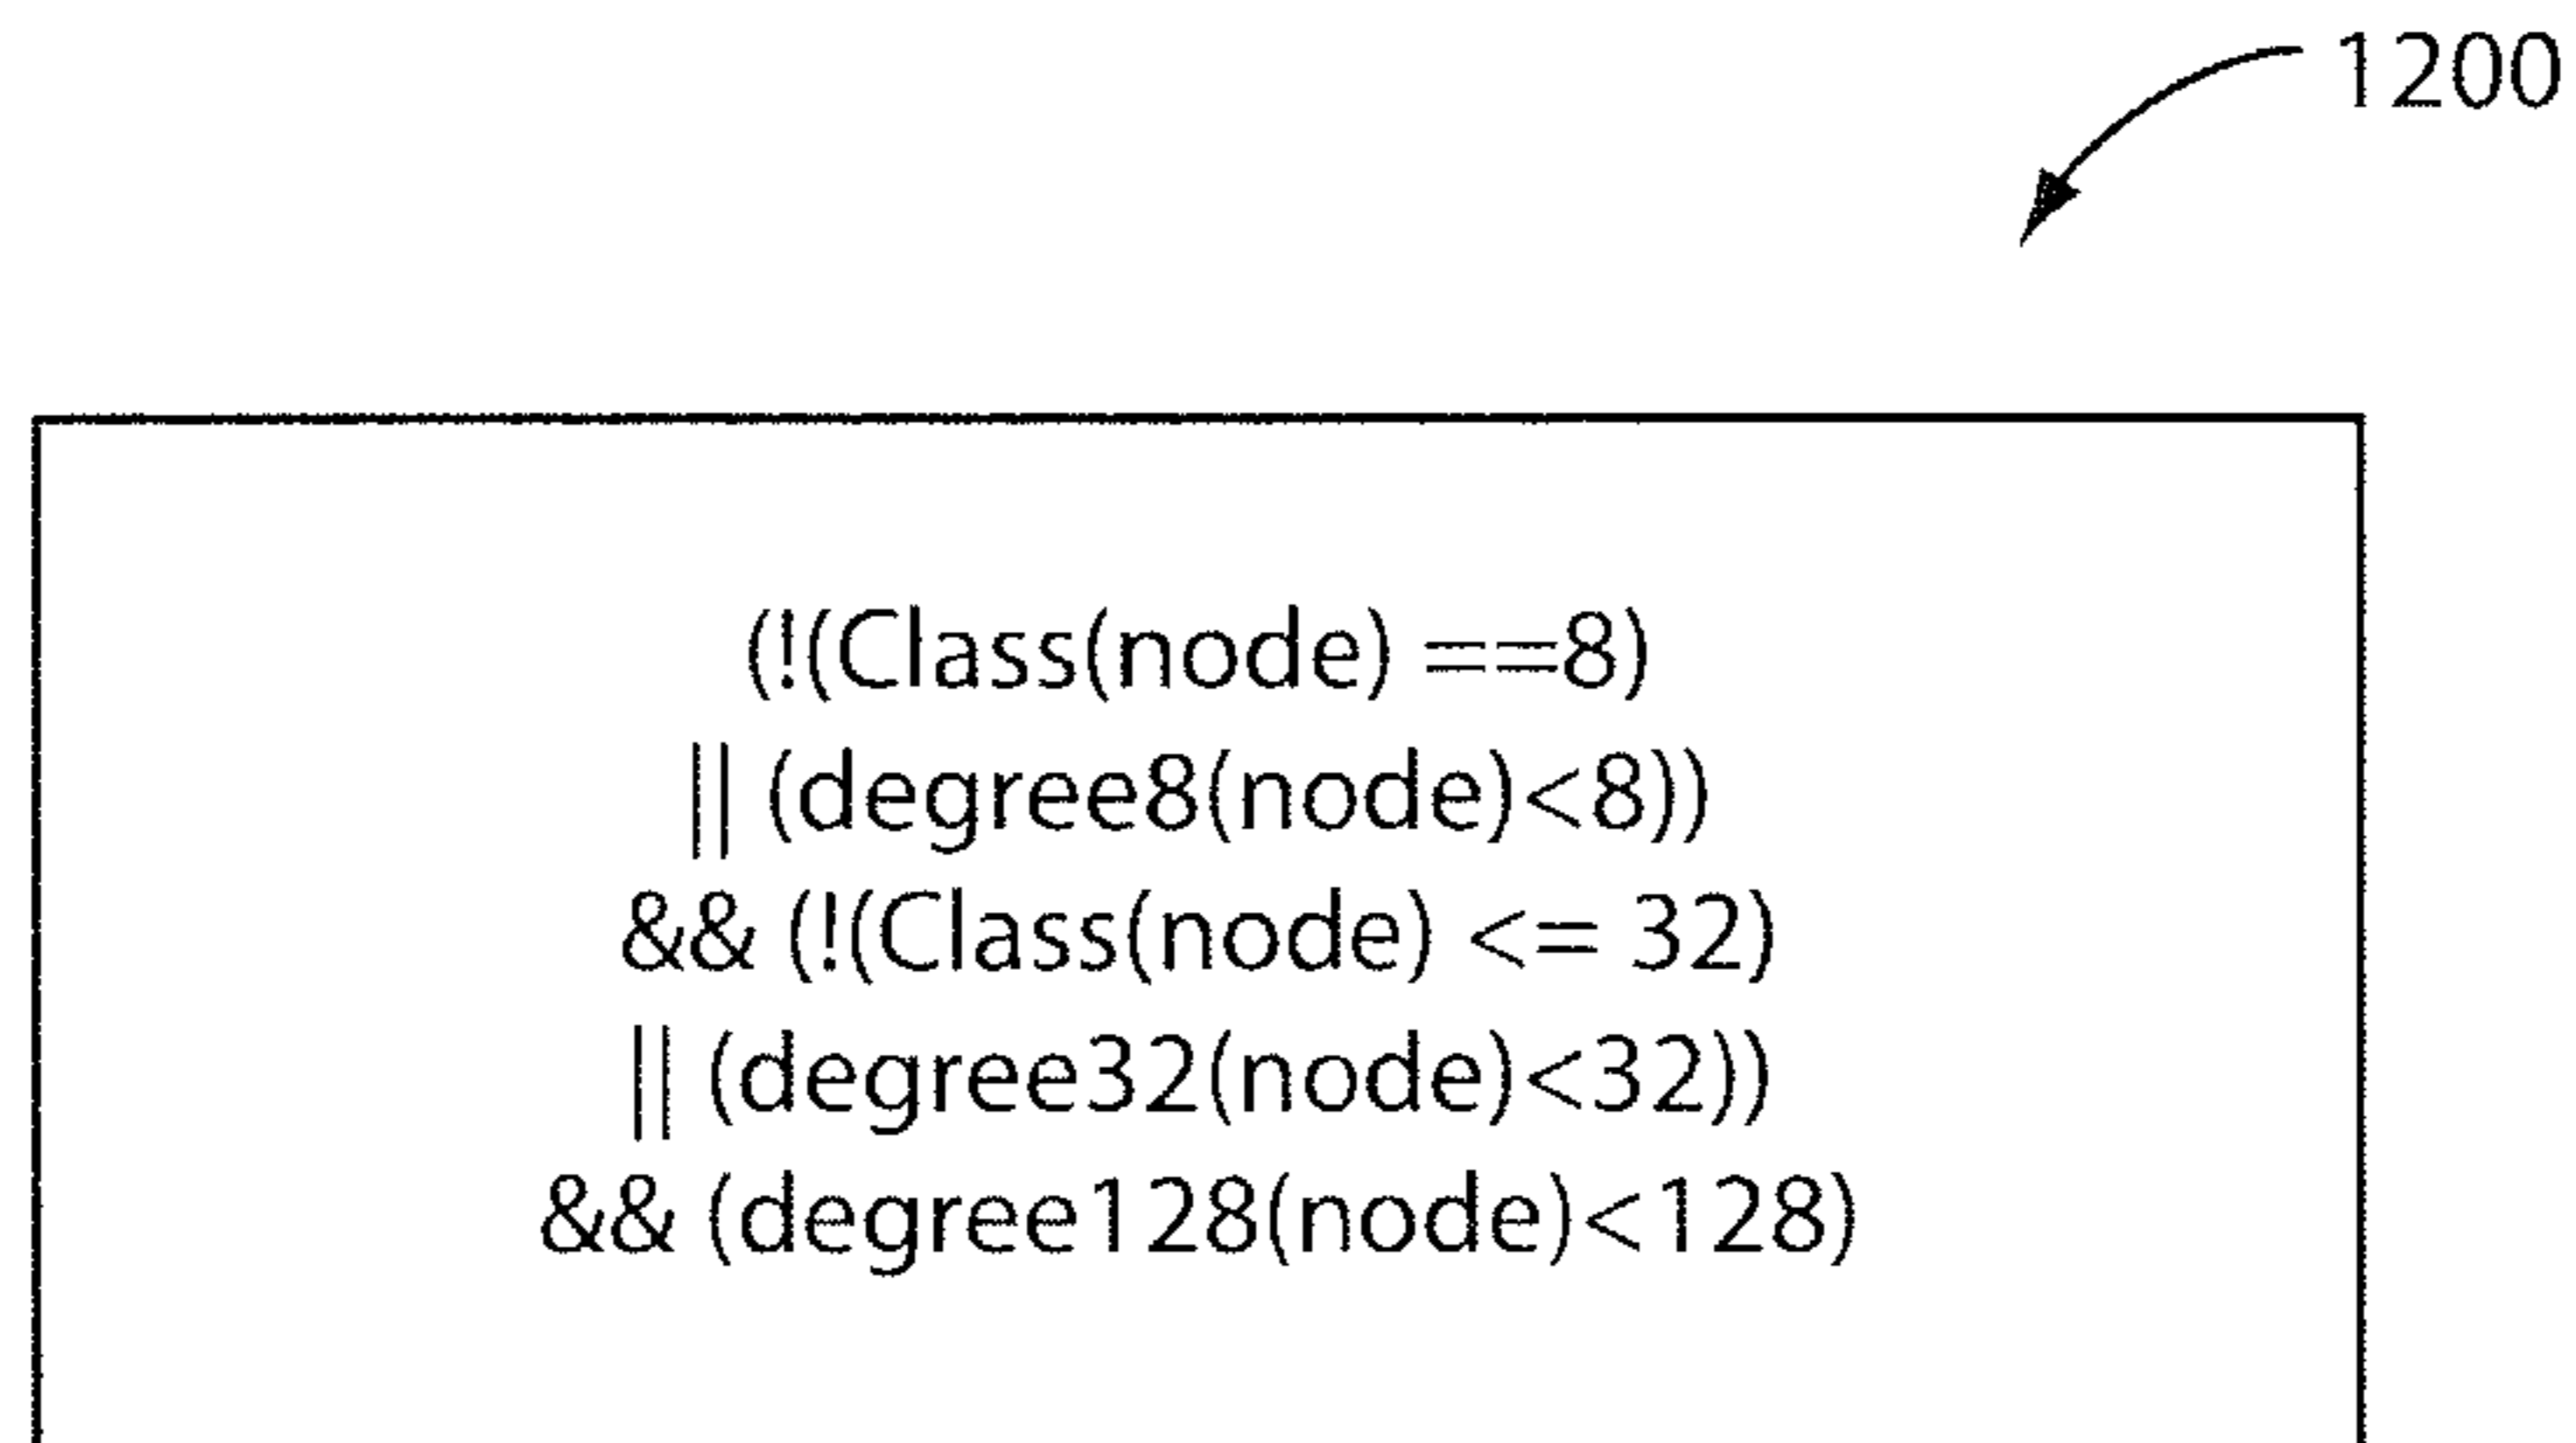 1200
(!(Class(node) ==8)
|| (degree8(node)<8))
&& (!(Class(node) <= 32)
|| (degree32(node)<32))
&& (degree128(node)<128)